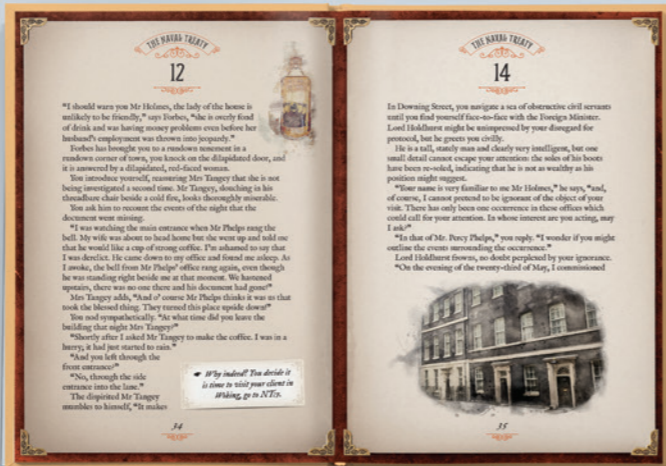 THE NAVAL TREATY
12
“I should warn you Mr Holmes, the lady of the house is
unlikely to be friendly,” says Forbes, “she is overly fond
of drink and was having money problems even before her
husband's employment was thrown into jeopardy.”
Forbes has brought you to a rundown tenement in a
rundown corner of town, you knock on the dilapidated door, and
it is answered by a dilapidated, red-faced woman.
You introduce yourself, reassuring Mrs Tangey that she is not
being investigated a second time. Mr Tangey, slouching in his
threadbare chair beside a cold fire, looks thoroughly miserable.
You ask him to recount the events of the night that the
document went missing.
“I was watching the main entrance when Mr Phelps rang the
bell. My wife was about to head home but she went up and told me
that he would like a cup of strong coffee. I'm ashamed to say that
I was derelict. He came down to my office and found me asleep. As
I awoke, the bell from Mr Phelps' office rang again, even though
he was standing right beside me at that moment. We hastened
upstairs, there was no one there and his document had gone!”
Mrs Tangey adds, “And o' course Mr Phelps thinks it was us that
took the blessed thing. They turned this place upside down!”
You nod sympathetically. “At what time did you leave the
building that night Mrs Tangey?”
“Shortly after I asked Mr Tangey to make the coffee. I was in a
hurry; it had just started to rain.”
“And you left through the
front entrance?”
“No, through the side
entrance into the lane.”
The dispirited Mr Tangey
mumbles to himself, “It makes
☛ Why indeed? You decide it
is time to visit your client in
Woking, go to NT19.
34
THE NAVAL TREATY
14
In Downing Street, you navigate a sea of obstructive civil servants
until you find yourself face-to-face with the Foreign Minister.
Lord Holdhurst might be unimpressed by your disregard for
protocol, but he greets you civilly.
He is a tall, stately man and clearly very intelligent, but one
small detail cannot escape your attention: the soles of his boots
have been re-soled, indicating that he is not as wealthy as his
position might suggest.
“Your name is very familiar to me Mr Holmes,” he says, “and,
of course, I cannot pretend to be ignorant of the object of your
visit. There has only been one occurrence in these offices which
could call for your attention. In whose interest are you acting, may
I ask?”
“In that of Mr. Percy Phelps,” you reply. “I wonder if you might
outline the events surrounding the occurrence.”
Lord Holdhurst frowns, no doubt perplexed by your ignorance.
“On the evening of the twenty-third of May, I commissioned
35